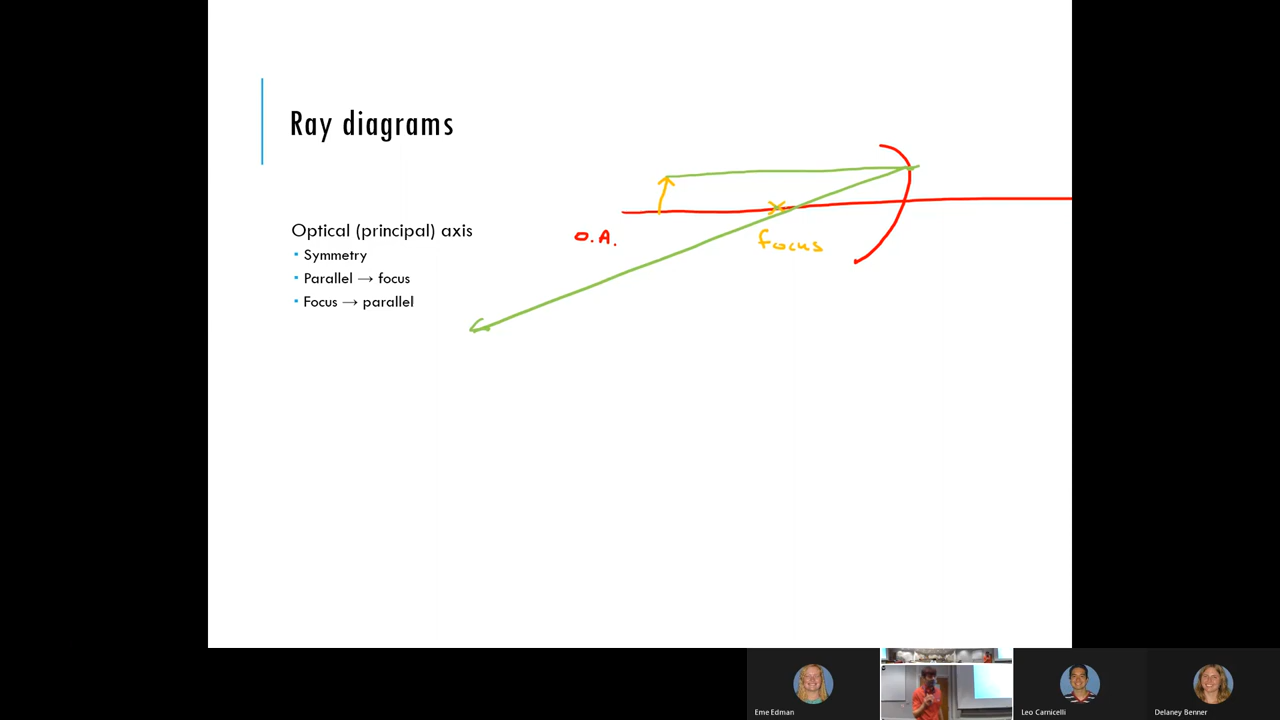 Ray diagrams
Optical (principal) axis
▪ Symmetry
▪ Parallel → focus
▪ Focus → parallel
O.A.
focus
Eme Edman
Leo Carnicelli
Delaney Benner